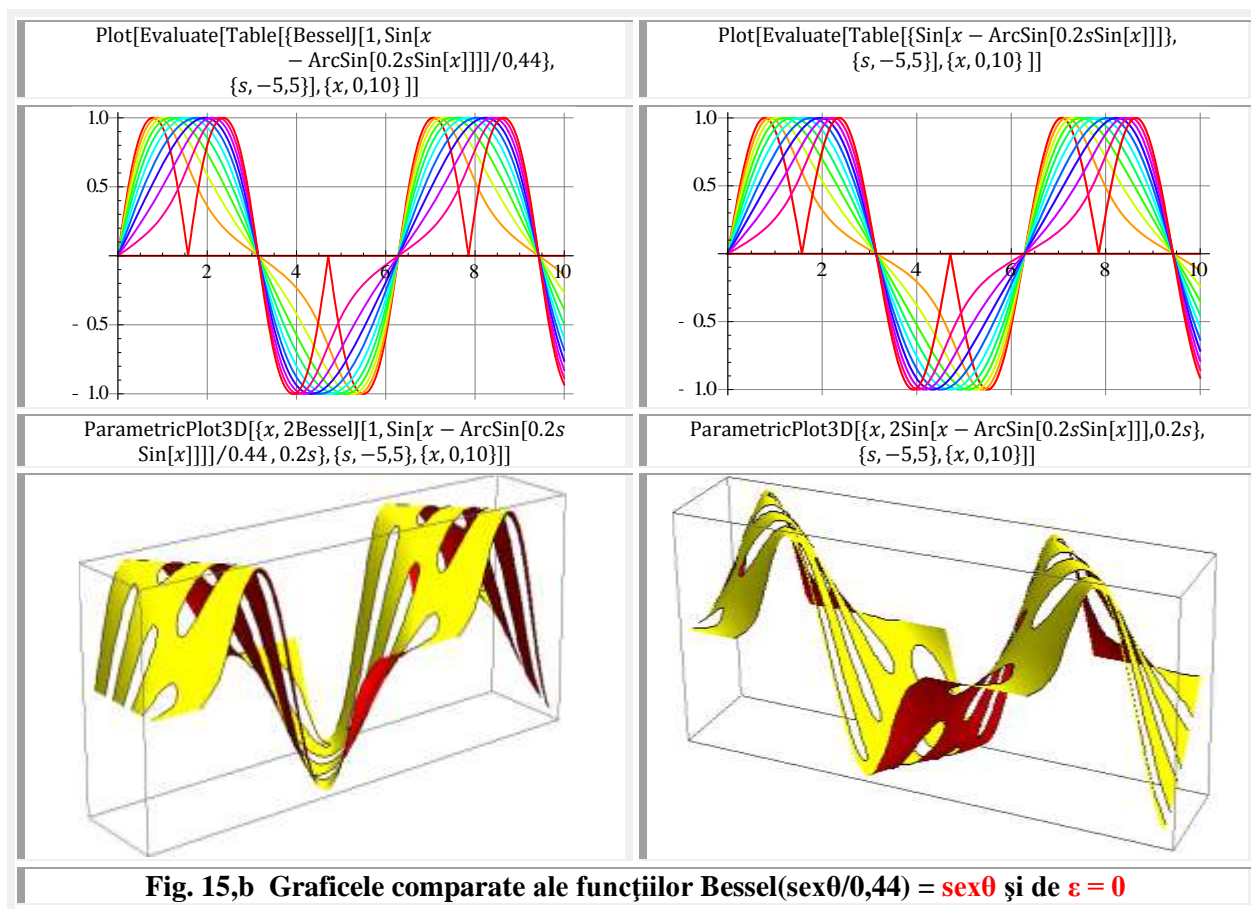 Plot[Evaluate[Table[{BesselJ[1, Sin[x
− ArcSin[0.2sSin[x]]]]/0,44},
{s, −5,5}],{x, 0,10} ]]
Plot[Evaluate[Table[{Sin[x − ArcSin[0.2sSin[x]]]},
{s, −5,5}],{x, 0,10} ]]
1.0
0.5
- 0.5
- 1.0
2 4 6 8 10
1.0
0.5
- 0.5
- 1.0
2 4 6 8 10
ParametricPlot3D[{x, 2BesselJ[1, Sin[x − ArcSin[0.2s
Sin[x]]]]/0.44 , 0.2s},{s, −5,5},{x, 0,10}]]
ParametricPlot3D[{x, 2Sin[x − ArcSin[0.2sSin[x]]],0.2s},
{s, −5,5},{x, 0,10}]]
Fig. 15,b Graficele comparate ale funcţiilor Bessel(sexθ/0,44) = sexθ şi de ε = 0